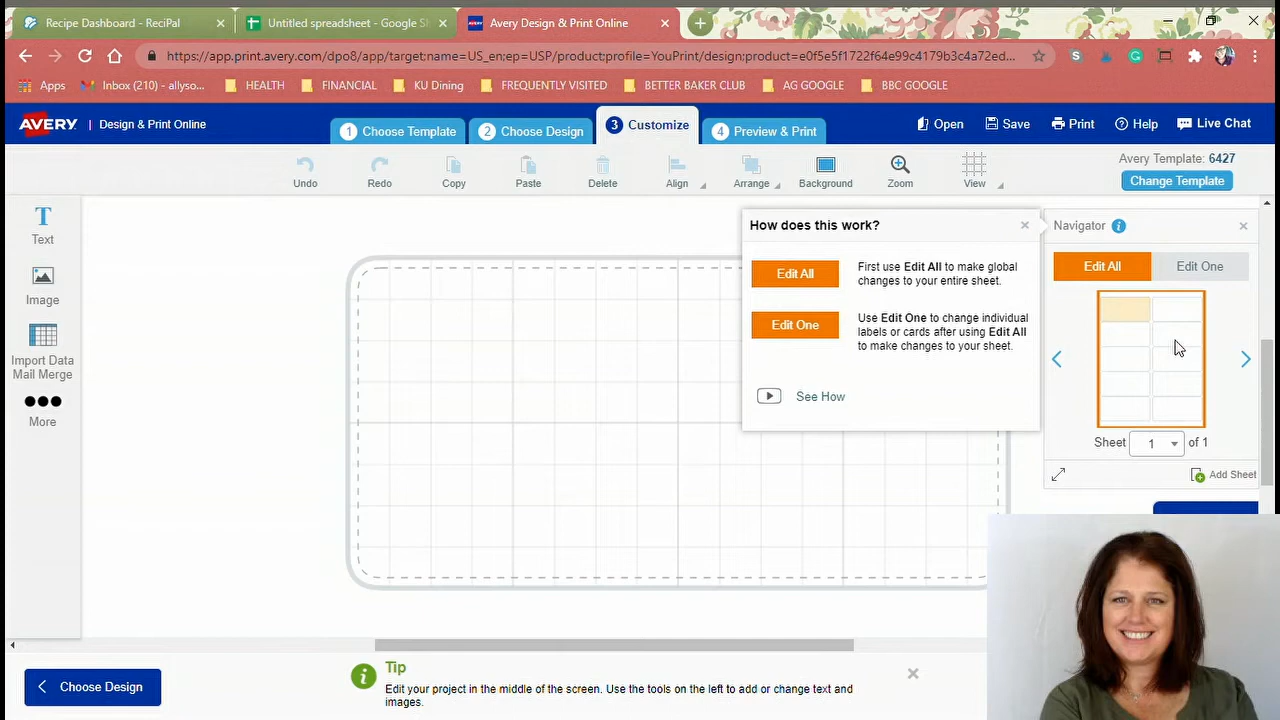 Recipe Dashboard - ReciPal
Untitled spreadsheet - Google Sh
Avery Design & Print Online
https://app.print.avery.com/dpo8/app/target:name=US_en;ep=USP/productprofile=YouPrint/design:product=e0f5e5f1722f64e99c4179b3c4a72ed...
Apps
Inbox (210) - allyso...
HEALTH
FINANCIAL
KU Dining
FREQUENTLY VISITED
BETTER BAKER CLUB
AG GOOGLE
BBC GOOGLE
AVERY
Design & Print Online
1 Choose Template
2 Choose Design
3 Customize
4 Preview & Print
Open
Save
Print
Help
Live Chat
Undo
Redo
Copy
Paste
Delete
Align
Arrange
Background
Zoom
View
Avery Template: 6427
Change Template
T
Text
Image
Import Data
Mail Merge
More
How does this work?
Edit All
First use Edit All to make global
changes to your entire sheet.
Edit One
Use Edit One to change individual
labels or cards after using Edit All
to make changes to your sheet.
See How
Navigator
Edit All
Edit One
Sheet 1 of 1
Add Sheet
Choose Design
Tip
Edit your project in the middle of the screen. Use the tools on the left to add or change text and
images.